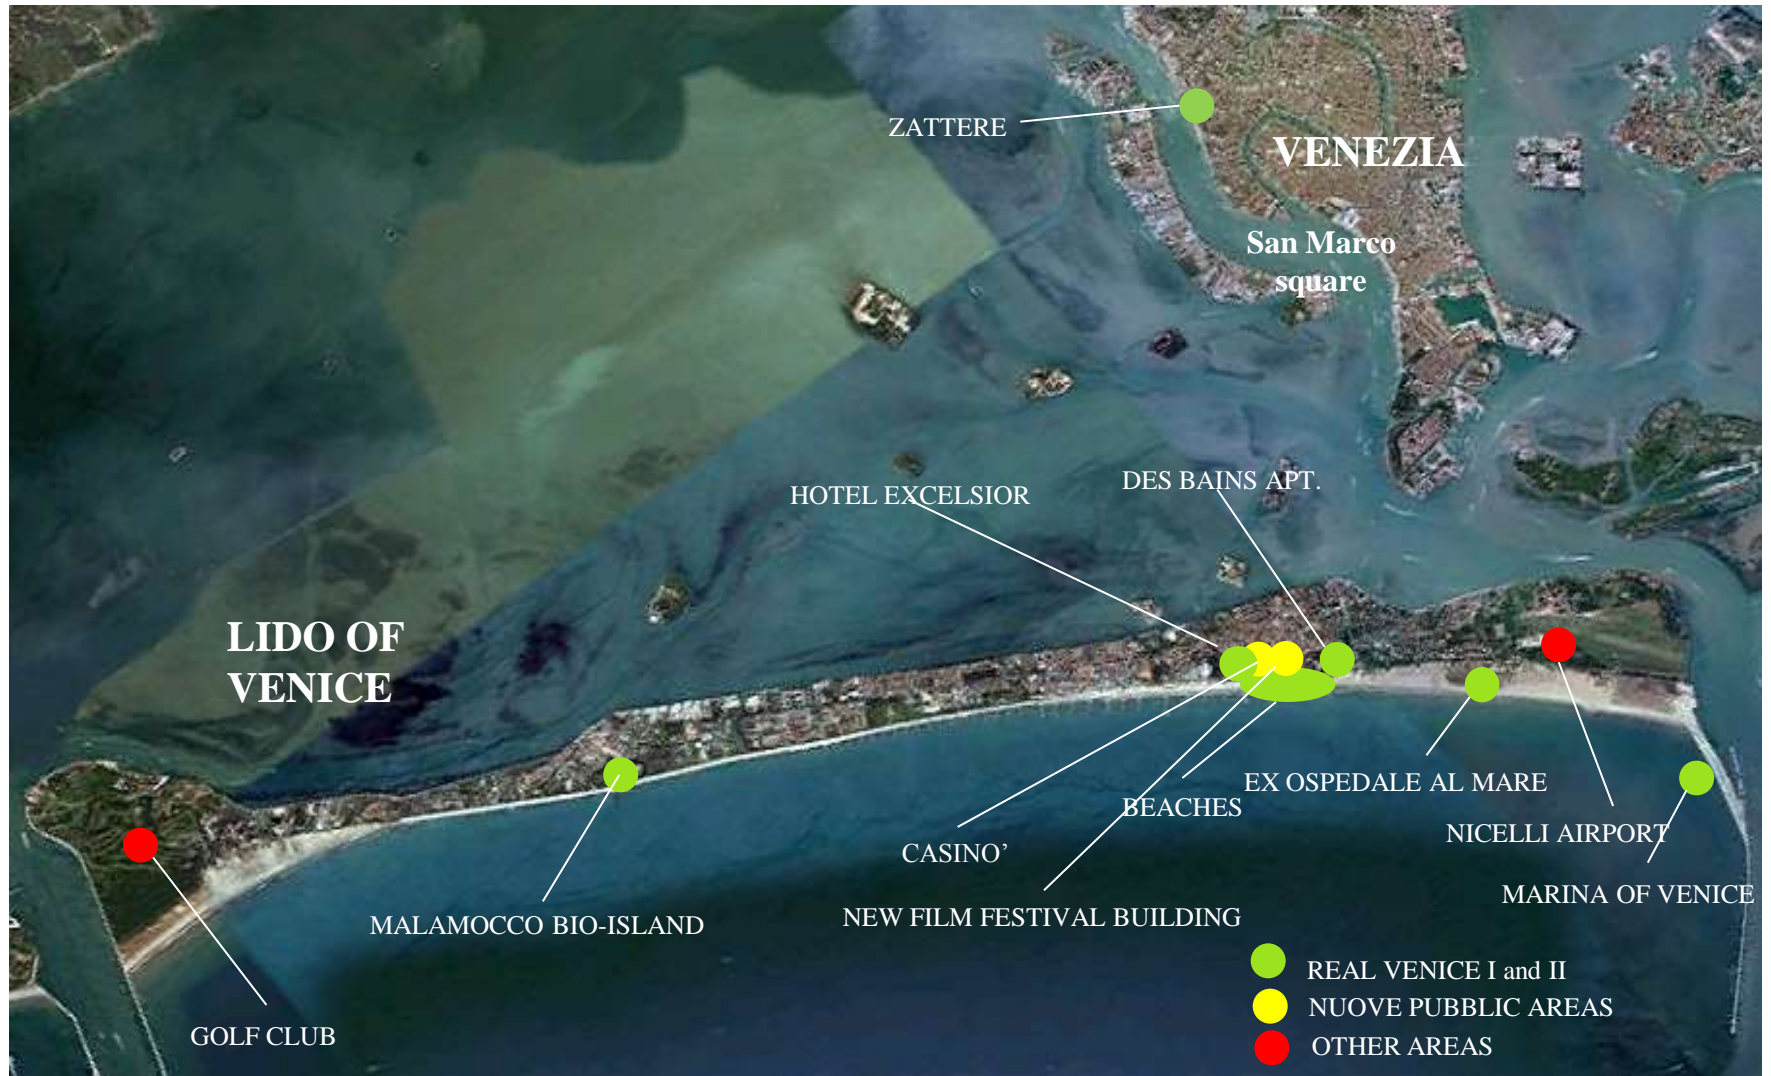 ZATTERE
VENEZIA
San Marco
square
HOTEL EXCELSIOR
DES BAINS APT.
LIDO OF
VENICE
EX OSPEDALE AL MARE
BEACHES
NICELLI AIRPORT
CASINO’
MARINA OF VENICE
MALAMOCCO BIO-ISLAND
NEW FILM FESTIVAL BUILDING
GOLF CLUB
REAL VENICE I and II
NUOVE PUBBLIC AREAS
OTHER AREAS